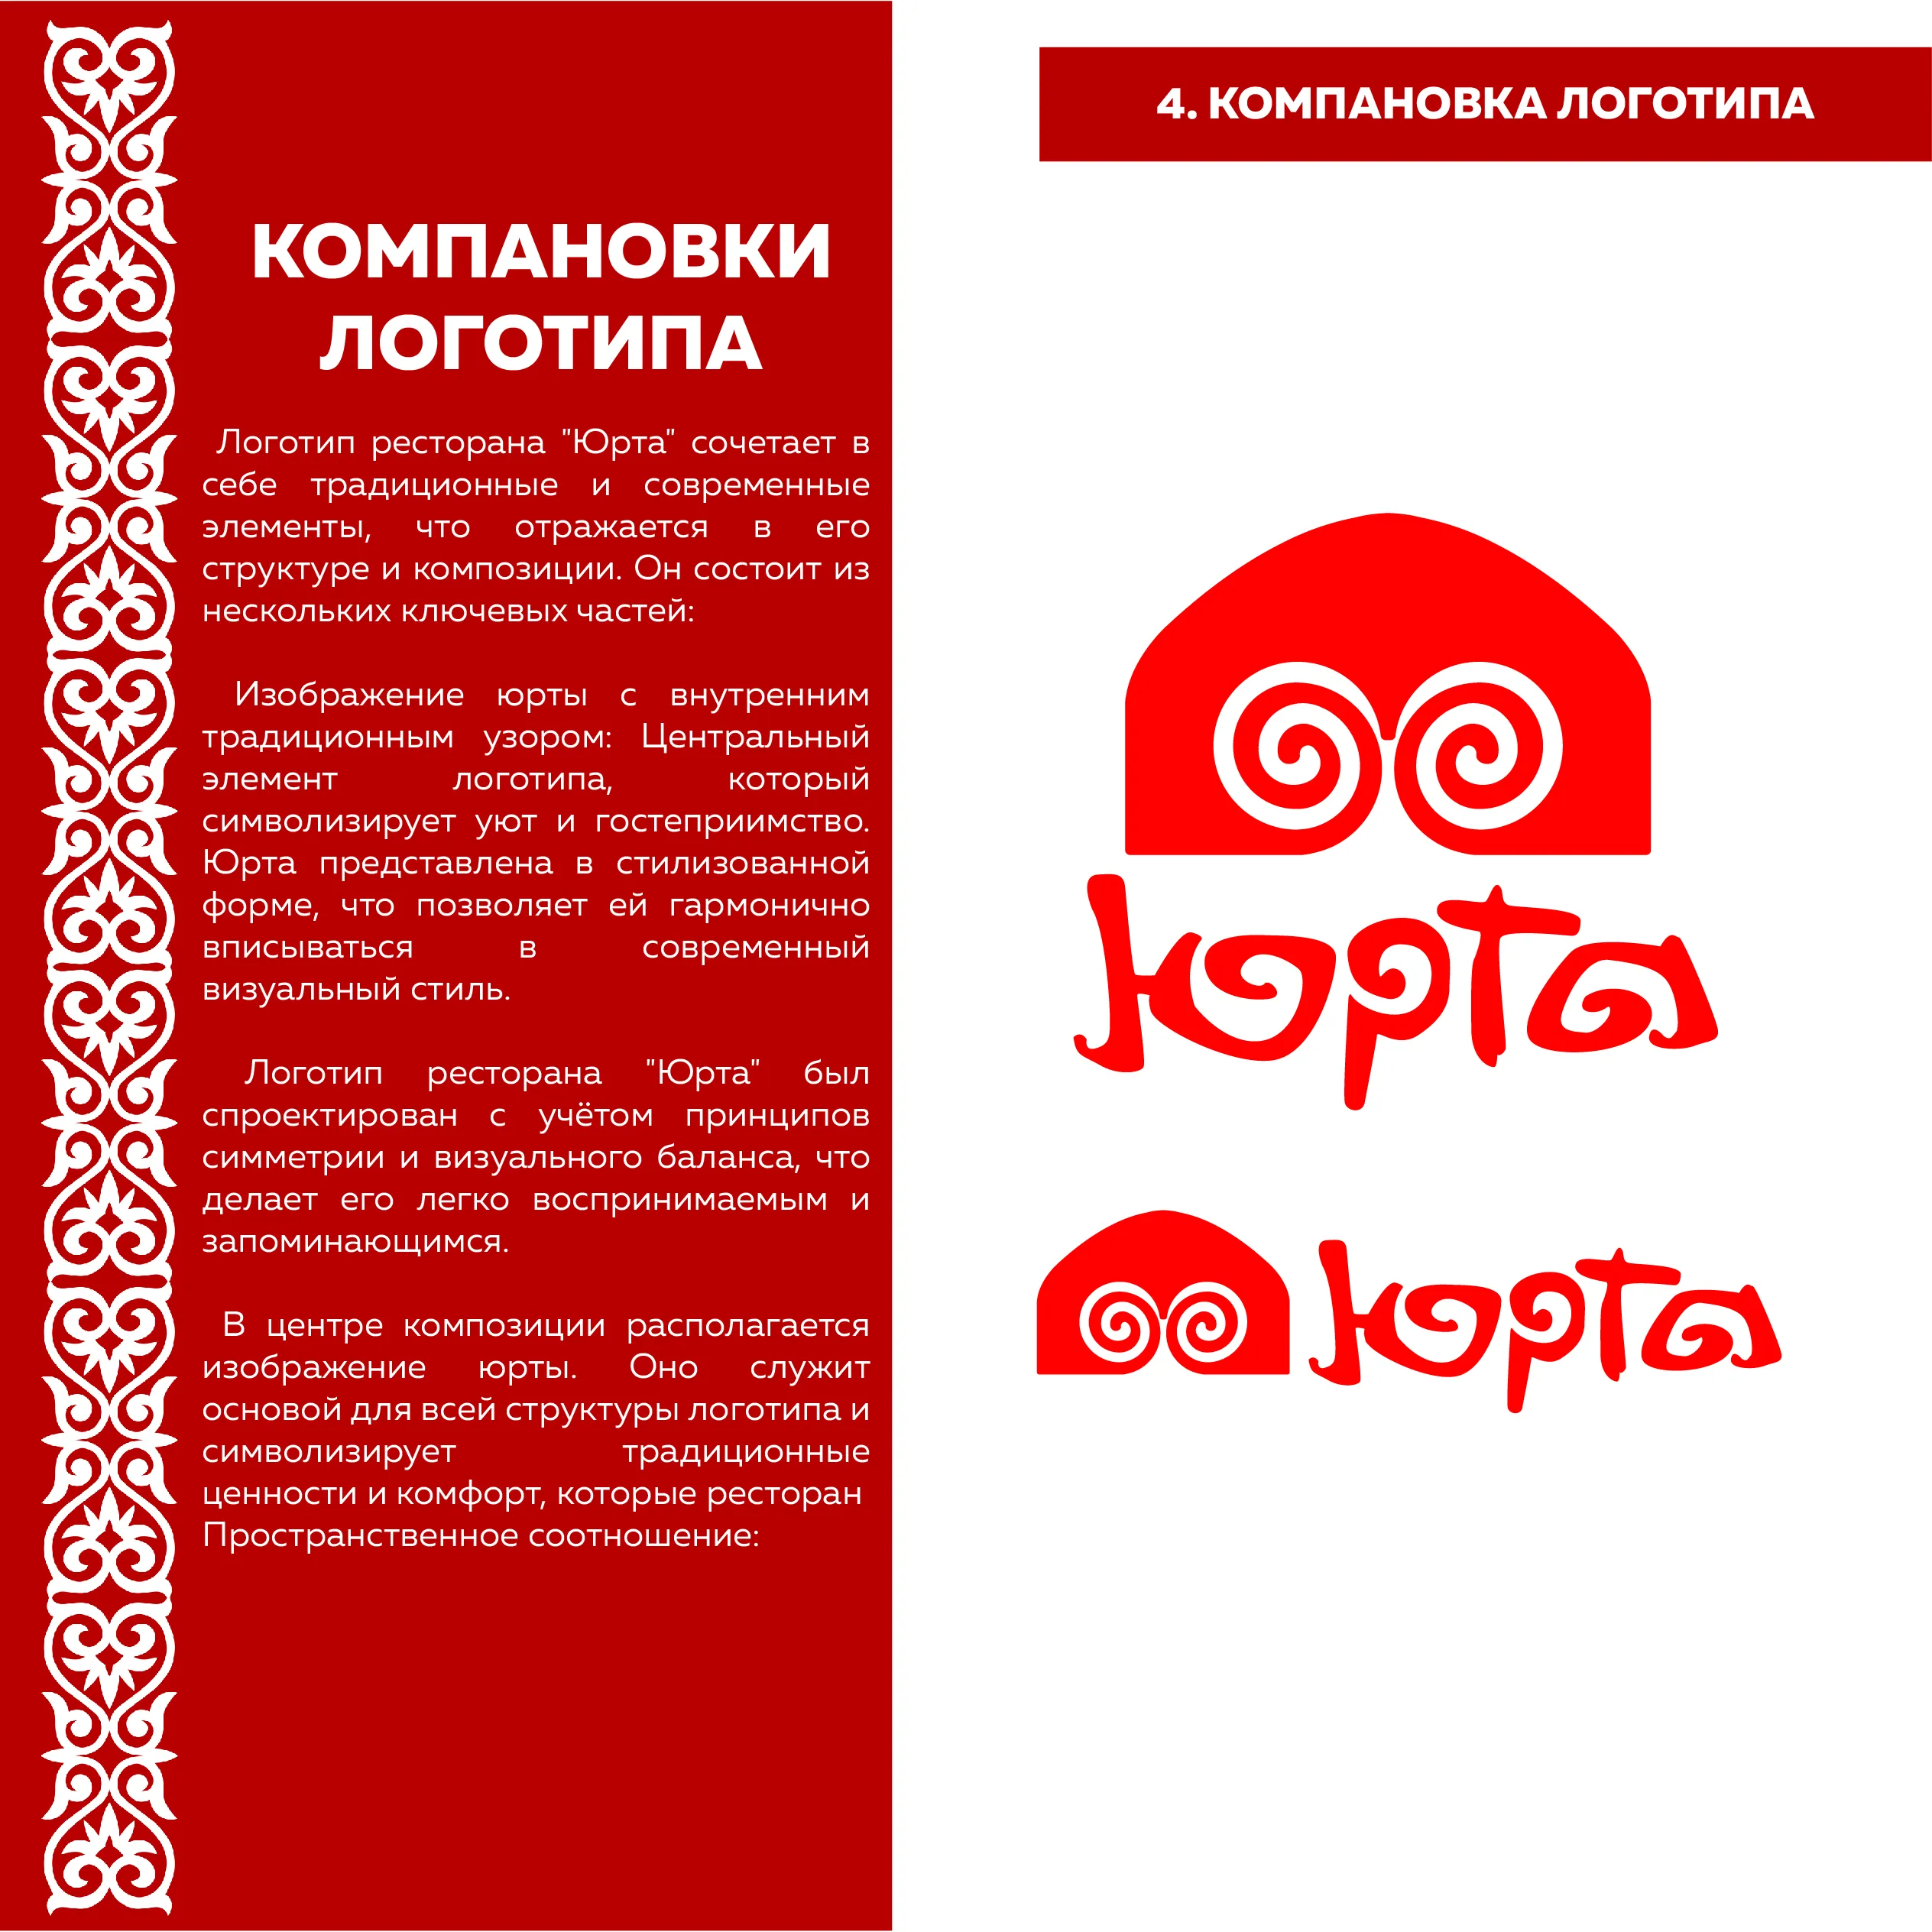 КОМПАНОВКИ
ЛОГОТИПА
Логотип ресторана "Юрта" сочетает в
себе традиционные и современные
элементы, что отражается в его
структуре и композиции. Он состоит из
нескольких ключевых частей:
Изображение юрты с внутренним
традиционным узором: Центральный
элемент логотипа, который
символизирует уют и гостеприимство.
Юрта представлена в стилизованной
форме, что позволяет ей гармонично
вписываться в современный
визуальный стиль.
Логотип ресторана "Юрта" был
спроектирован с учётом принципов
симметрии и визуального баланса, что
делает его легко воспринимаемым и
запоминающимся.
В центре композиции располагается
изображение юрты. Оно служит
основой для всей структуры логотипа и
символизирует традиционные
ценности и комфорт, которые ресторан
Пространственное соотношение:
4. КОМПАНОВКА ЛОГОТИПА
Юрта
Юрта